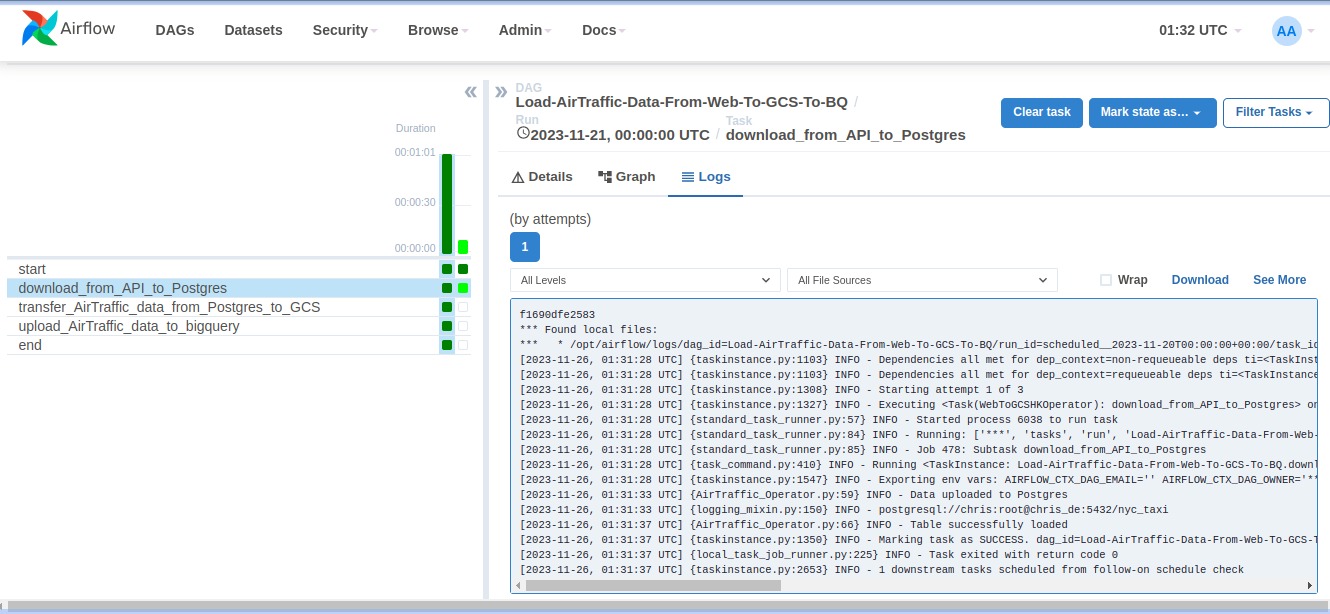 Airflow
DAGs Datasets Security Browse Admin Docs 01:32 UTC AA
« » DAG
Load-AirTraffic-Data-From-Web-To-GCS-To-BQ /
Run Task
2023-11-21, 00:00:00 UTC / download_from_API_to_Postgres
Clear task Mark state as... Filter Tasks
Duration
00:01:01
00:00:30
00:00:00
start
download_from_API_to_Postgres
transfer_AirTraffic_data_from_Postgres_to_GCS
upload_AirTraffic_data_to_bigquery
end
Details Graph Logs
(by attempts)
1
All Levels All File Sources Wrap Download See More
f1690dfe2583
*** Found local files:
***   * /opt/airflow/logs/dag_id=Load-AirTraffic-Data-From-Web-To-GCS-To-BQ/run_id=scheduled__2023-11-20T00:00:00+00:00/task_id
[2023-11-26, 01:31:28 UTC] {taskinstance.py:1103} INFO - Dependencies all met for dep_context=non-requeueable deps ti=<TaskInst
[2023-11-26, 01:31:28 UTC] {taskinstance.py:1103} INFO - Dependencies all met for dep_context=requeueable deps ti=<TaskInstance
[2023-11-26, 01:31:28 UTC] {taskinstance.py:1308} INFO - Starting attempt 1 of 3
[2023-11-26, 01:31:28 UTC] {taskinstance.py:1327} INFO - Executing <Task(WebToGCSHKOperator): download_from_API_to_Postgres> on
[2023-11-26, 01:31:28 UTC] {standard_task_runner.py:57} INFO - Started process 6038 to run task
[2023-11-26, 01:31:28 UTC] {standard_task_runner.py:84} INFO - Running: ['***', 'tasks', 'run', 'Load-AirTraffic-Data-From-Web-
[2023-11-26, 01:31:28 UTC] {standard_task_runner.py:85} INFO - Job 478: Subtask download_from_API_to_Postgres
[2023-11-26, 01:31:28 UTC] {task_command.py:410} INFO - Running <TaskInstance: Load-AirTraffic-Data-From-Web-To-GCS-To-BQ.downl
[2023-11-26, 01:31:28 UTC] {taskinstance.py:1547} INFO - Exporting env vars: AIRFLOW_CTX_DAG_EMAIL='' AIRFLOW_CTX_DAG_OWNER='**
[2023-11-26, 01:31:33 UTC] {AirTraffic_Operator.py:59} INFO - Data uploaded to Postgres
[2023-11-26, 01:31:33 UTC] {logging_mixin.py:150} INFO - postgresql://chris:root@chris_de:5432/nyc_taxi
[2023-11-26, 01:31:37 UTC] {AirTraffic_Operator.py:66} INFO - Table successfully loaded
[2023-11-26, 01:31:37 UTC] {taskinstance.py:1350} INFO - Marking task as SUCCESS. dag_id=Load-AirTraffic-Data-From-Web-To-GCS-T
[2023-11-26, 01:31:37 UTC] {local_task_job_runner.py:225} INFO - Task exited with return code 0
[2023-11-26, 01:31:37 UTC] {taskinstance.py:2653} INFO - 1 downstream tasks scheduled from follow-on schedule check